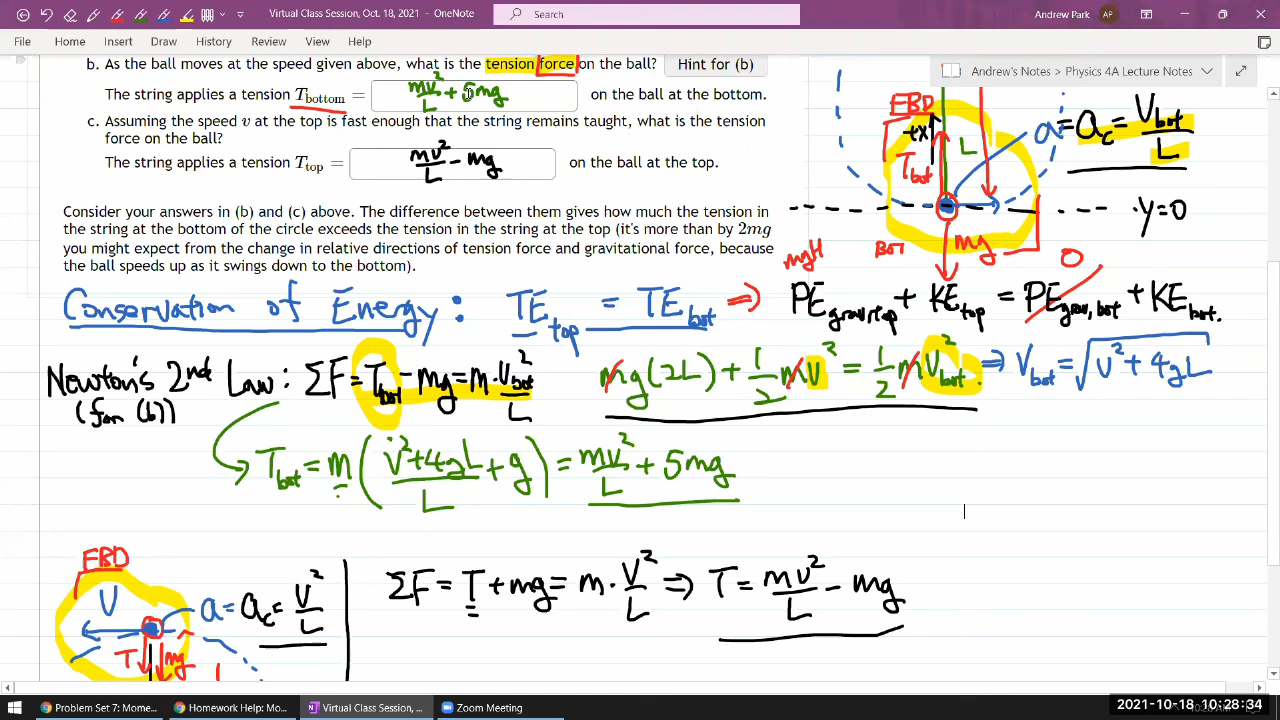 Virtual Class Session, Oct. 18, 2021 - OneNote
Search
Andrew Park
AP
File Home Insert Draw History Review View Help
Andrew's Notes > Physics 4A Lecture Notes
b. As the ball moves at the speed given above, what is the tension force on the ball?
Hint for (b)
The string applies a tension T_bottom = mv²/L + 5mg on the ball at the bottom.
c. Assuming the speed v at the top is fast enough that the string remains taught, what is the tension
force on the ball?
The string applies a tension T_top = mv²/L - mg on the ball at the top.
Consider your answers in (b) and (c) above. The difference between them gives how much the tension in
the string at the bottom of the circle exceeds the tension in the string at the top (it's more than by 2mg
you might expect from the change in relative directions of tension force and gravitational force, because
the ball speeds up as it swings down to the bottom).
FBD
+x
T_bot
L
a = a_c = V_bot²/L
y=0
BOT
mg
mgH
0
Conservation of Energy: TE_top = TE_bot ⇒ PE_grav,top + KE_top = PE_grav,bot + KE_bot.
Newton's 2nd Law: ΣF = T_bot - mg = m · V_bot²/L
(for (b))
mg(2L) + 1/2 mv² = 1/2 mV_bot² ⇒ V_bot = √(v² + 4gL)
T_bot = m ( (v² + 4gL)/L + g ) = mv²/L + 5mg
FBD
V
a = a_c = V²/L
T
mg
ΣF = T + mg = m · V²/L ⇒ T = mv²/L - mg
Problem Set 7: Mome...
Homework Help: Mo...
Virtual Class Session, ...
Zoom Meeting
2021-10-18 10:28:34